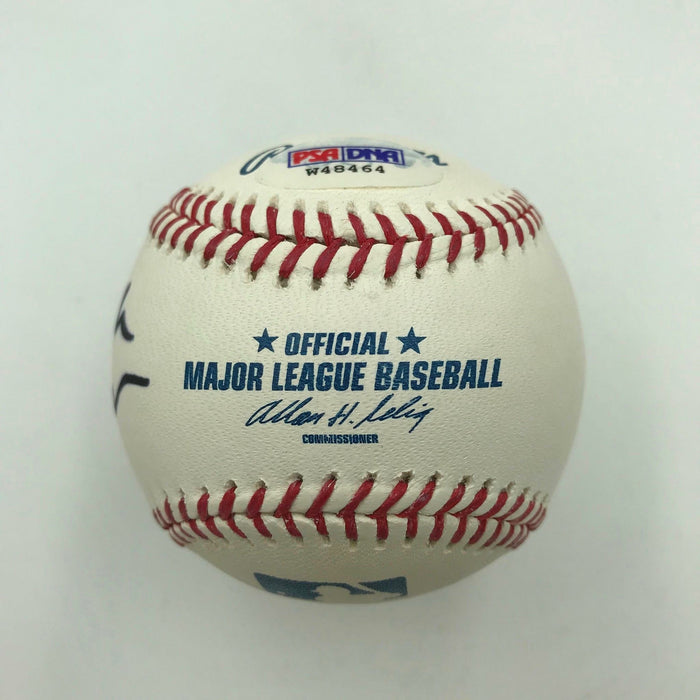 PSA DNA
W48464
★ OFFICIAL ★
MAJOR LEAGUE BASEBALL
Allan H. Selig
COMMISSIONER